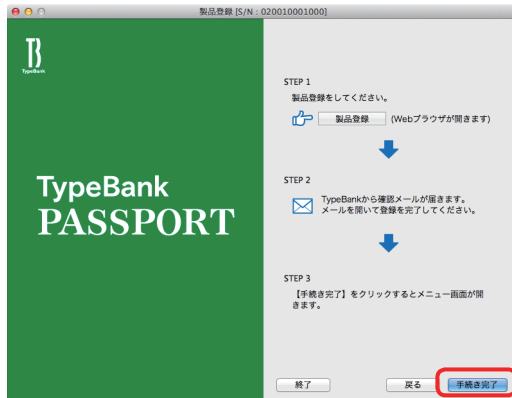 製品登録 [S/N : 020010001000]
TB
TypeBank
TypeBank
PASSPORT
STEP 1
製品登録をしてください。
製品登録 (Webブラウザが開きます)
STEP 2
TypeBankから確認メールが届きます。
メールを開いて登録を完了してください。
STEP 3
【手続き完了】をクリックするとメニュー画面が開
きます。
終了 戻る 手続き完了